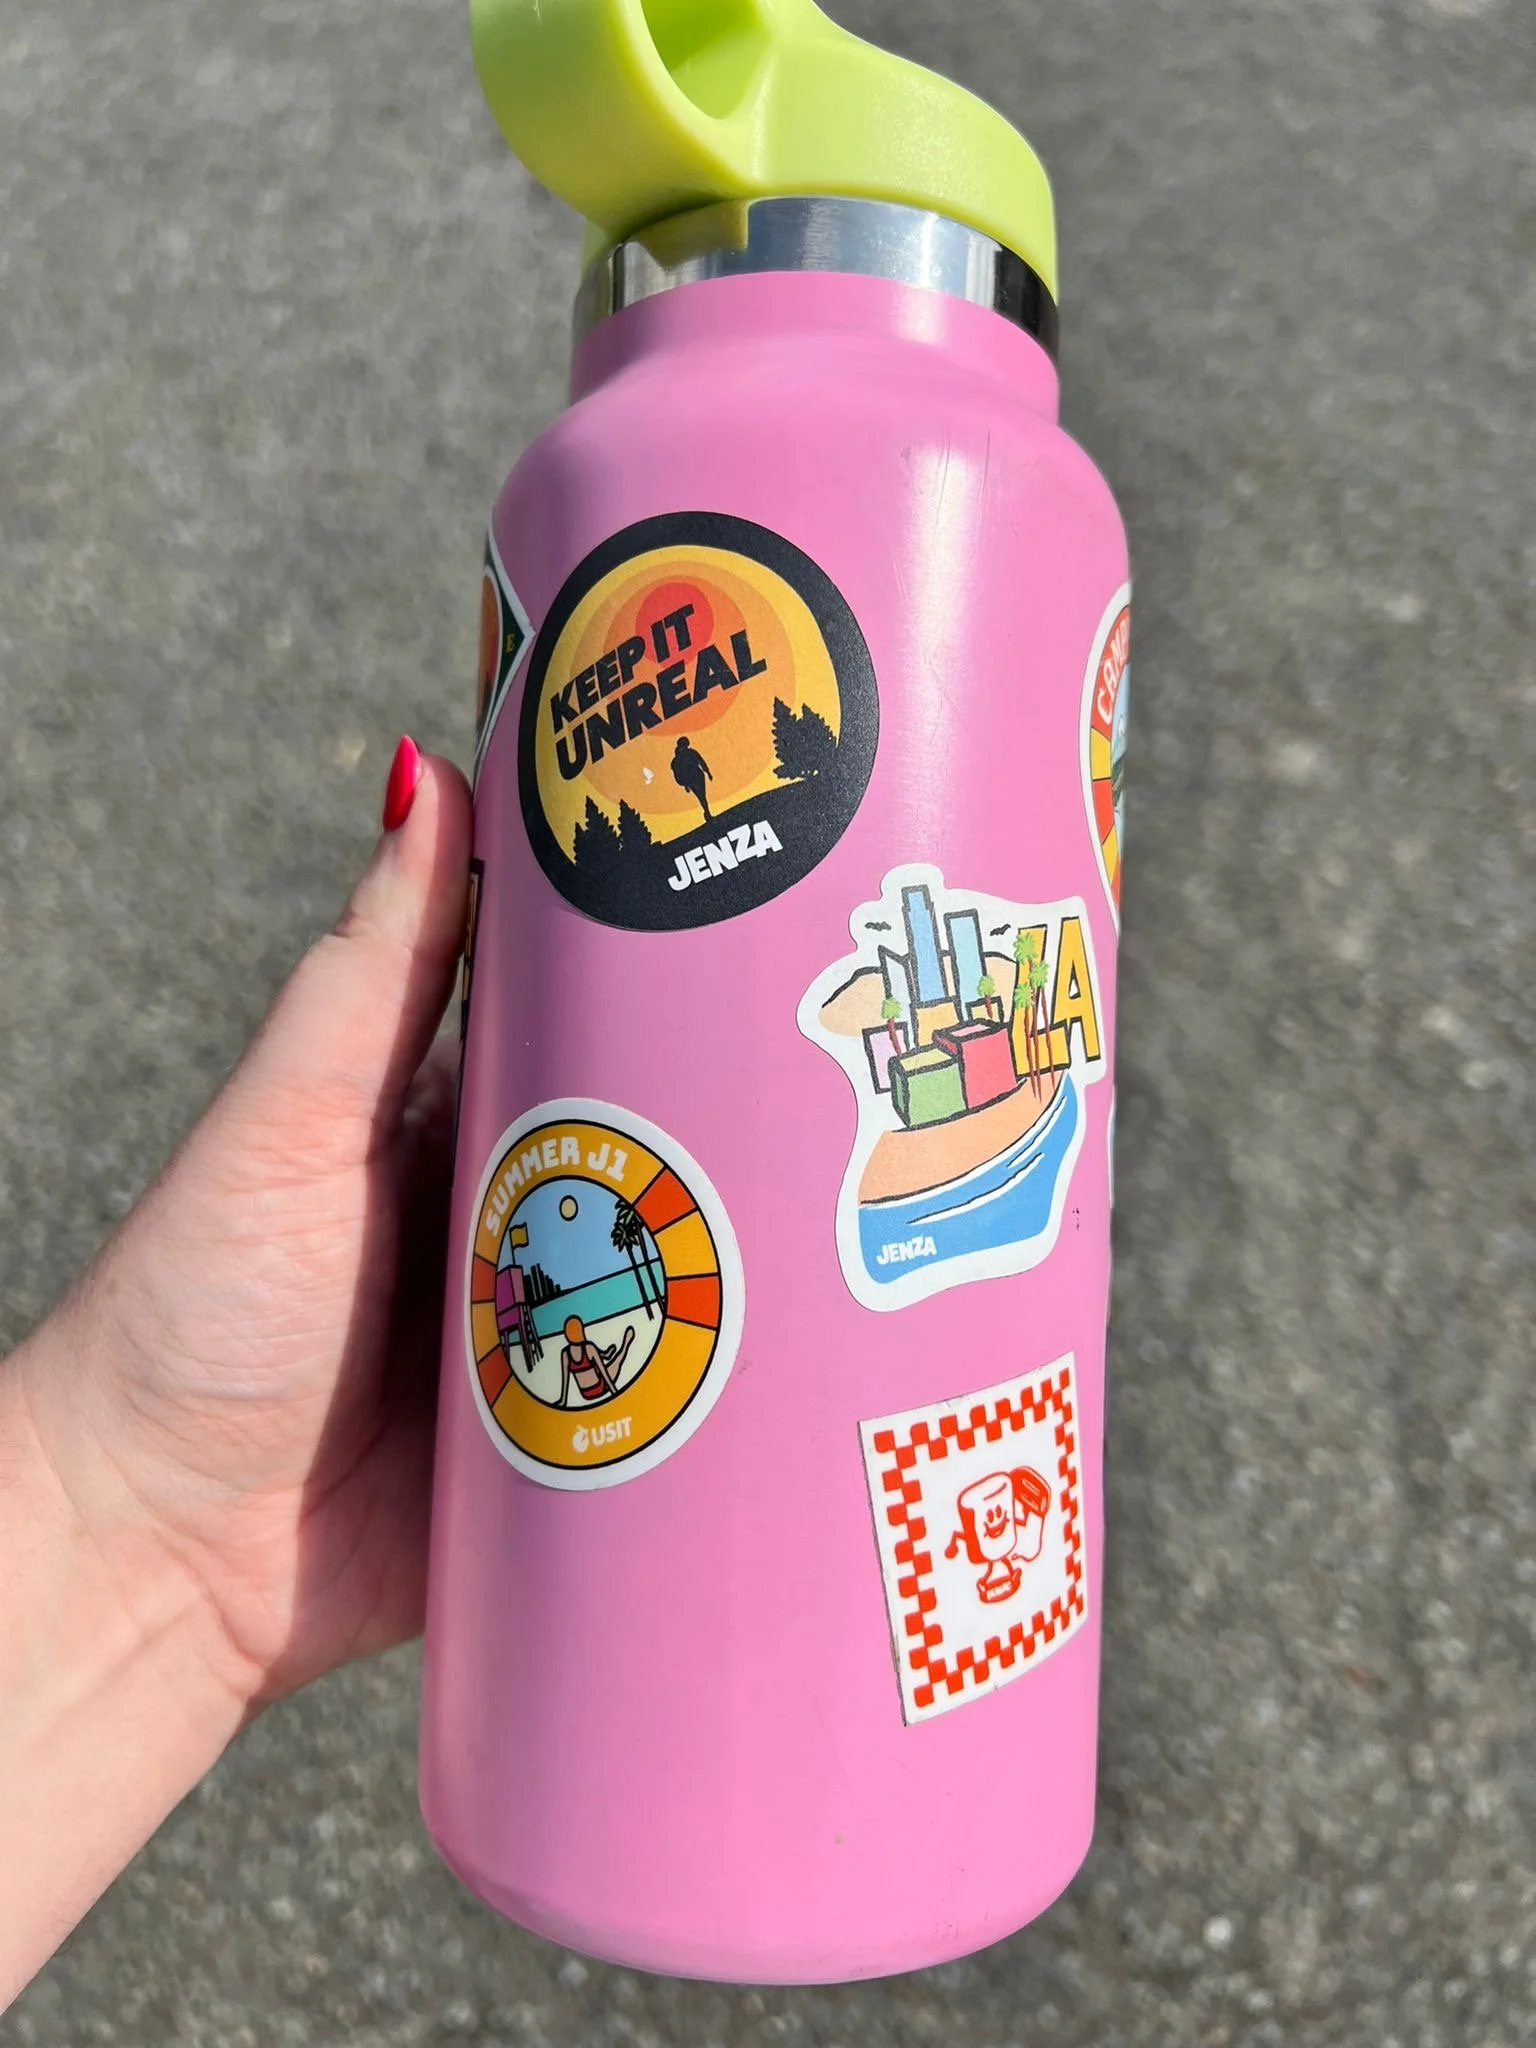 KEEP IT
UNREAL
JENZA
E
LA
JENZA
SUMMER J1
USIT